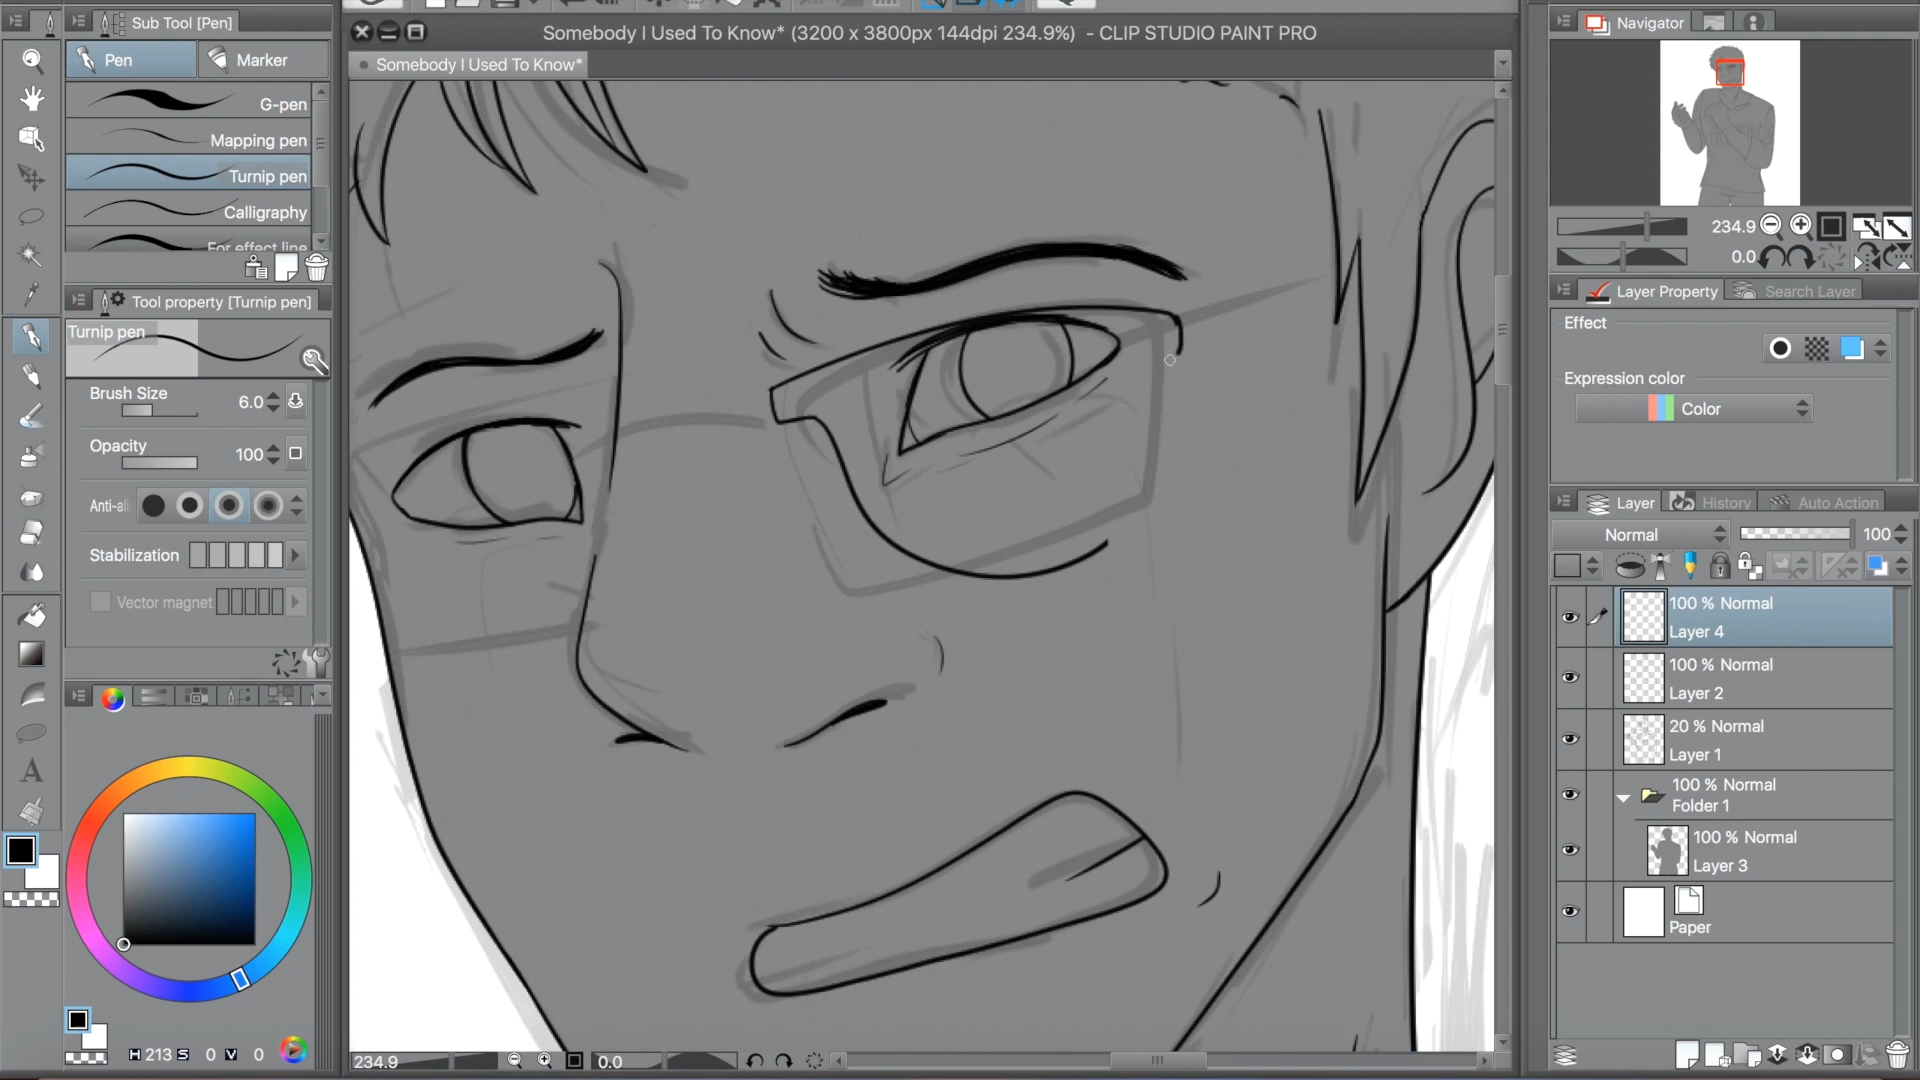 Sub Tool [Pen]
Pen
Marker
G-pen
Mapping pen
Turnip pen
Calligraphy
For effect line
Tool property [Turnip pen]
Turnip pen
Brush Size
6.0
Opacity
100
Anti-ali
Stabilization
Vector magnet
H 213 S 0 V 0
Somebody I Used To Know* (3200 x 3800px 144dpi 234.9%) - CLIP STUDIO PAINT PRO
Somebody I Used To Know*
234.9
0.0
Navigator
234.9
0.0
Layer Property
Search Layer
Effect
Expression color
Color
Layer
History
Auto Action
Normal
100
100 % Normal
Layer 4
100 % Normal
Layer 2
20 % Normal
Layer 1
100 % Normal
Folder 1
100 % Normal
Layer 3
Paper